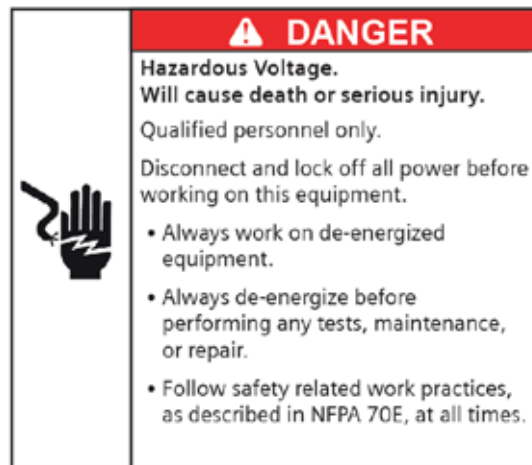 DANGER
Hazardous Voltage.
Will cause death or serious injury.
Qualified personnel only.
Disconnect and lock off all power before
working on this equipment.
• Always work on de-energized
equipment.
• Always de-energize before
performing any tests, maintenance,
or repair.
• Follow safety related work practices,
as described in NFPA 70E, at all times.